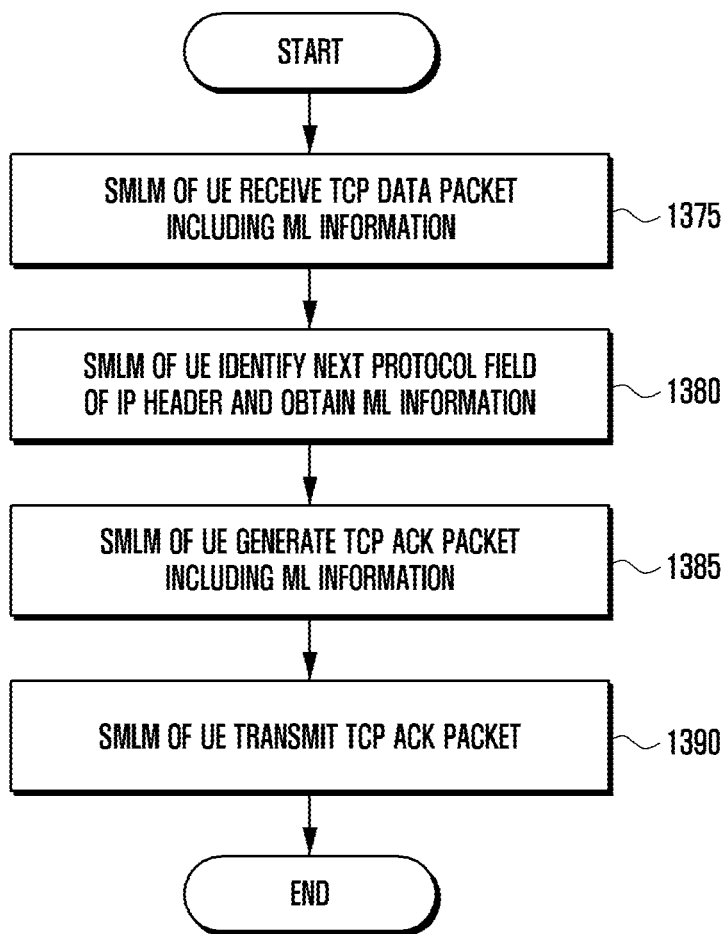 START
SMLM OF UE RECEIVE TCP DATA PACKET
INCLUDING ML INFORMATION
1375
SMLM OF UE IDENTIFY NEXT PROTOCOL FIELD
OF IP HEADER AND OBTAIN ML INFORMATION
1380
SMLM OF UE GENERATE TCP ACK PACKET
INCLUDING ML INFORMATION
1385
SMLM OF UE TRANSMIT TCP ACK PACKET
1390
END